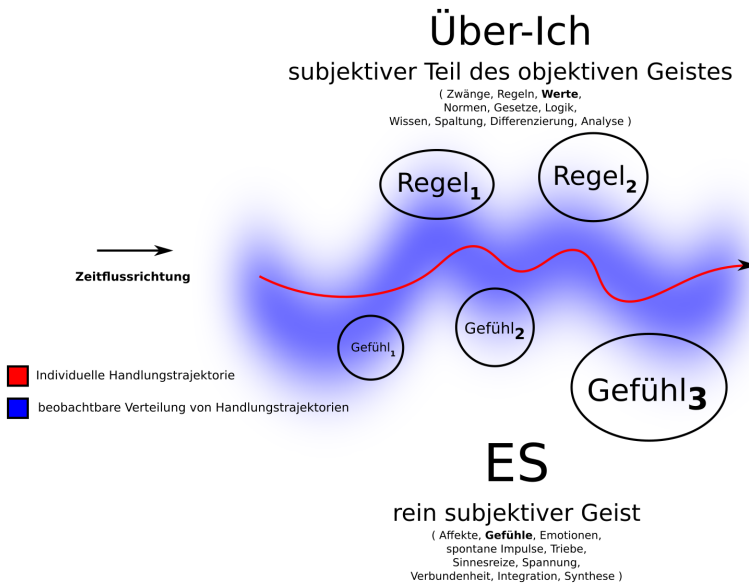 Über-Ich
subjektiver Teil des objektiven Geistes
( Zwänge, Regeln, Werte,
Normen, Gesetze, Logik,
Wissen, Spaltung, Differenzierung, Analyse )
Regel1
Regel2
Zeitflussrichtung
Gefühl1
Gefühl2
Gefühl3
Individuelle Handlungstrajektorie
beobachtbare Verteilung von Handlungstrajektorien
ES
rein subjektiver Geist
( Affekte, Gefühle, Emotionen,
spontane Impulse, Triebe,
Sinnesreize, Spannung,
Verbundenheit, Integration, Synthese )